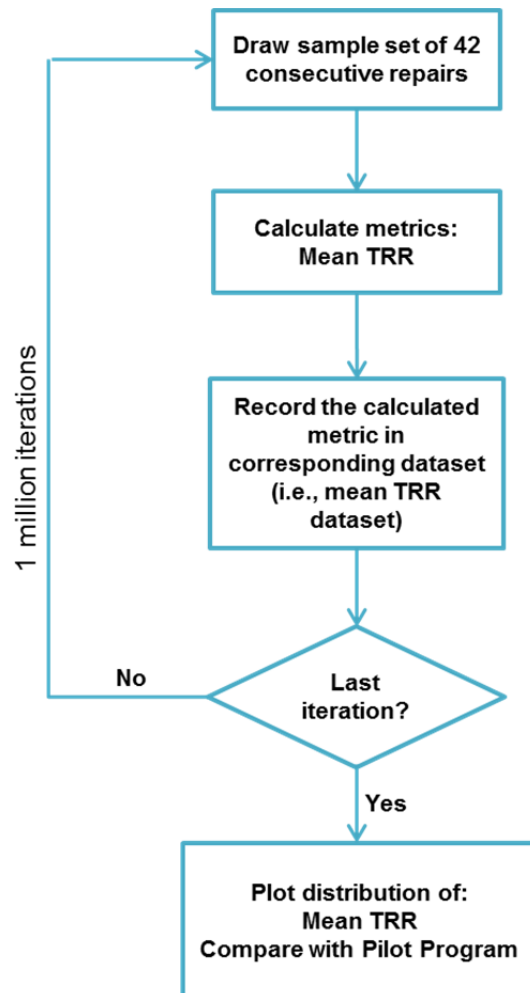 Draw sample set of 42
consecutive repairs
Calculate metrics:
Mean TRR
Record the calculated
metric in
corresponding dataset
(i.e., mean TRR
dataset)
1 million iterations
No
Last
iteration?
Yes
Plot distribution of:
Mean TRR
Compare with Pilot Program